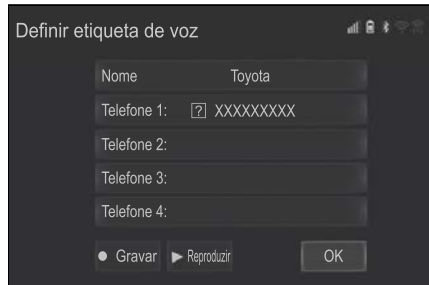 Definir etiqueta de voz
Nome Toyota
Telefone 1: ? XXXXXXXXX
Telefone 2:
Telefone 3:
Telefone 4:
Gravar Reproduzir OK